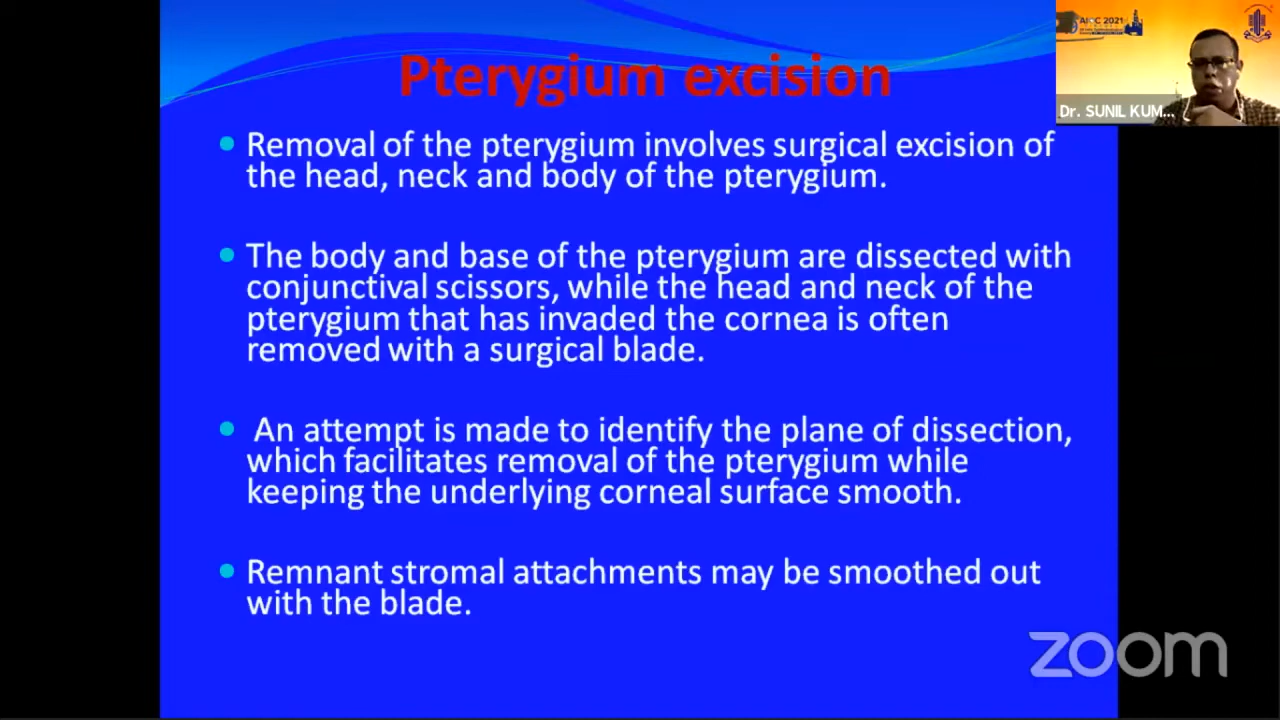 Pterygium excision
AIOC 2021
Dr. SUNIL KUM...
• Removal of the pterygium involves surgical excision of
the head, neck and body of the pterygium.
• The body and base of the pterygium are dissected with
conjunctival scissors, while the head and neck of the
pterygium that has invaded the cornea is often
removed with a surgical blade.
• An attempt is made to identify the plane of dissection,
which facilitates removal of the pterygium while
keeping the underlying corneal surface smooth.
• Remnant stromal attachments may be smoothed out
with the blade.
zoom